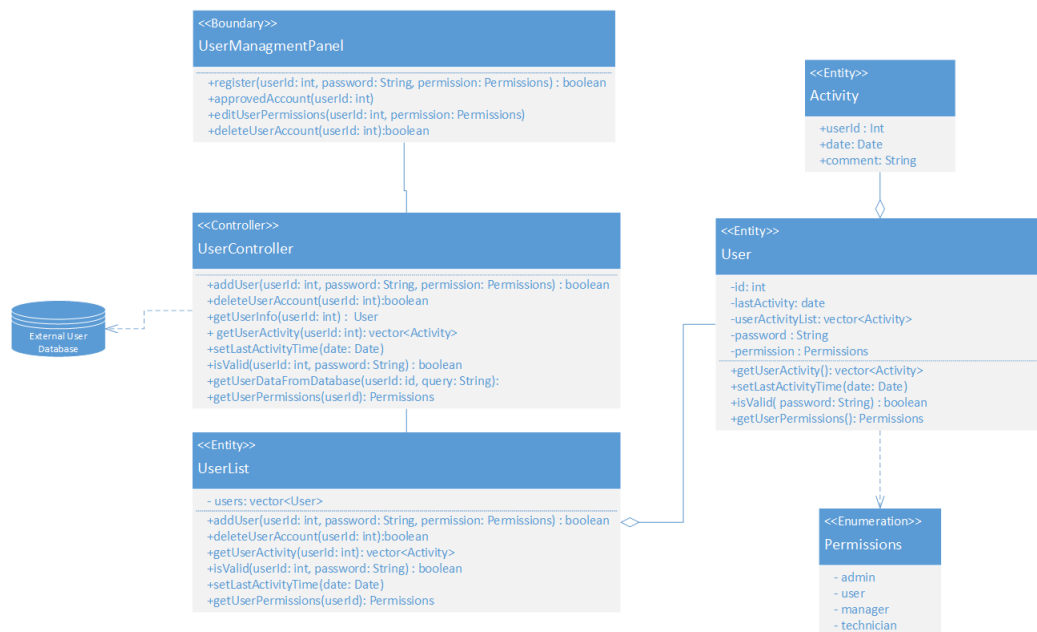 <<Boundary>>
UserManagmentPanel
+register(userId: int, password: String, permission: Permissions) : boolean
+approvedAccount(userId: int)
+editUserPermissions(userId: int, permission: Permissions)
+deleteUserAccount(userId: int):boolean
<<Entity>>
Activity
+userId : Int
+date: Date
+comment: String
<<Controller>>
UserController
+addUser(userId: int, password: String, permission: Permissions) : boolean
+deleteUserAccount(userId: int):boolean
+getUserInfo(userId: int) : User
+ getUserActivity(userId: int): vector<Activity>
+setLastActivityTime(date: Date)
+isValid(userId: int, password: String) : boolean
+getUserDataFromDatabase(userId: id, query: String):
+getUserPermissions(userId): Permissions
External User
Database
<<Entity>>
User
-id: int
-lastActivity: date
-userActivityList: vector<Activity>
-password : String
-permission : Permissions
+getUserActivity(): vector<Activity>
+setLastActivityTime(date: Date)
+isValid( password: String) : boolean
+getUserPermissions(): Permissions
<<Entity>>
UserList
- users: vector<User>
+addUser(userId: int, password: String, permission: Permissions) : boolean
+deleteUserAccount(userId: int):boolean
+getUserActivity(userId: int): vector<Activity>
+isValid(userId: int, password: String) : boolean
+setLastActivityTime(date: Date)
+getUserPermissions(userId): Permissions
<<Enumeration>>
Permissions
- admin
- user
- manager
- technician